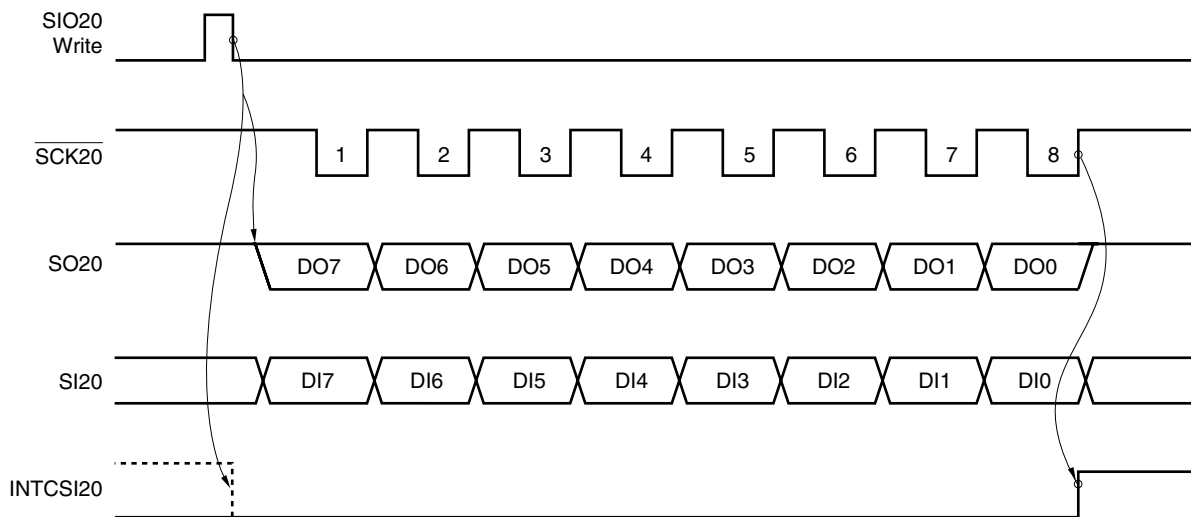 SIO20
Write
SCK20
1 2 3 4 5 6 7 8
SO20
DO7 DO6 DO5 DO4 DO3 DO2 DO1 DO0
SI20
DI7 DI6 DI5 DI4 DI3 DI2 DI1 DI0
INTCSI20